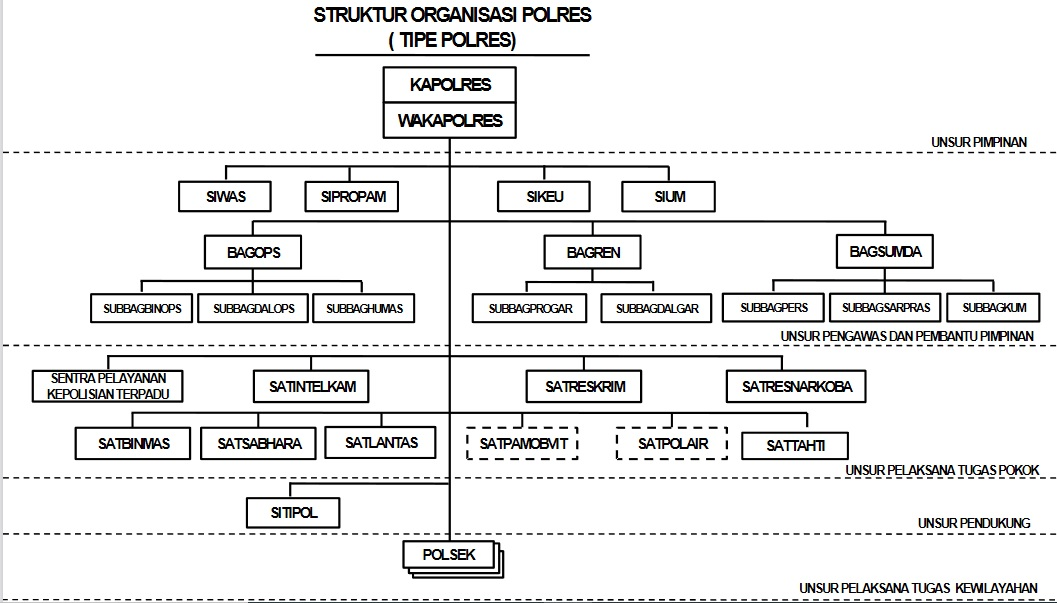 STRUKTUR ORGANISASI POLRES
( TIPE POLRES)
KAPOLRES
WAKAPOLRES
UNSUR PIMPINAN
SIWAS
SIPROPAM
SIKEU
SIUM
BAGOPS
BAGREN
BAGSUMDA
SUBBAGBINOPS
SUBBAGDALOPS
SUBBAGHUMAS
SUBBAGPROGAR
SUBBAGDALGAR
SUBBAGPERS
SUBBAGSARPRAS
SUBBAGKUM
UNSUR PENGAWAS DAN PEMBANTU PIMPINAN
SENTRA PELAYANAN
KEPOLISIAN TERPADU
SATINTELKAM
SATRESKRIM
SATRESNARKOBA
SATBINMAS
SATSABHARA
SATLANTAS
SATPAMOBVIT
SATPOLAIR
SATTAHTI
UNSUR PELAKSANA TUGAS POKOK
SITIPOL
UNSUR PENDUKUNG
POLSEK
UNSUR PELAKSANA TUGAS KEWILAYAHAN